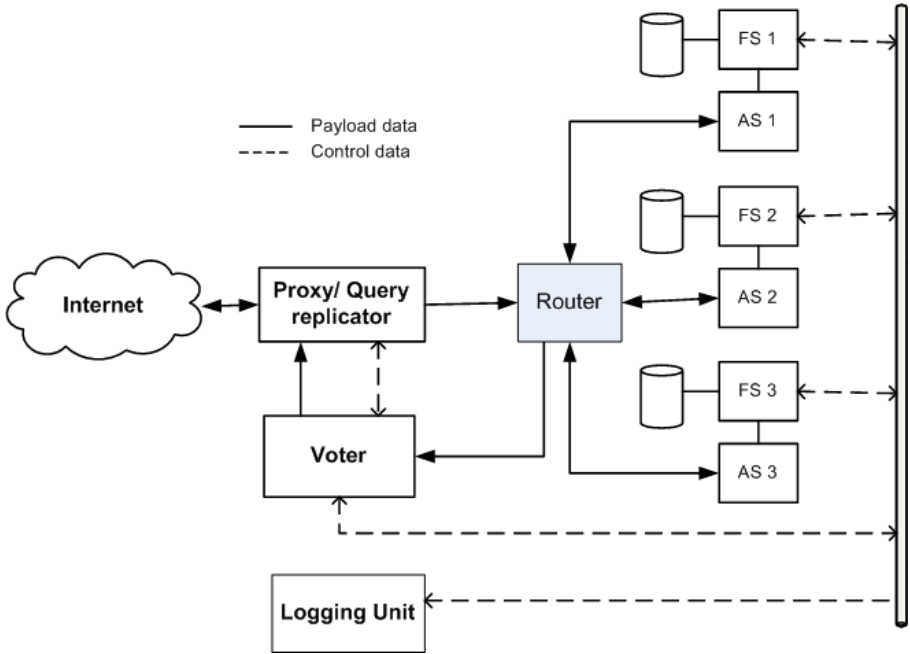 FS 1
AS 1
Payload data
Control data
FS 2
AS 2
Internet
Proxy/ Query
replicator
Router
FS 3
AS 3
Voter
Logging Unit